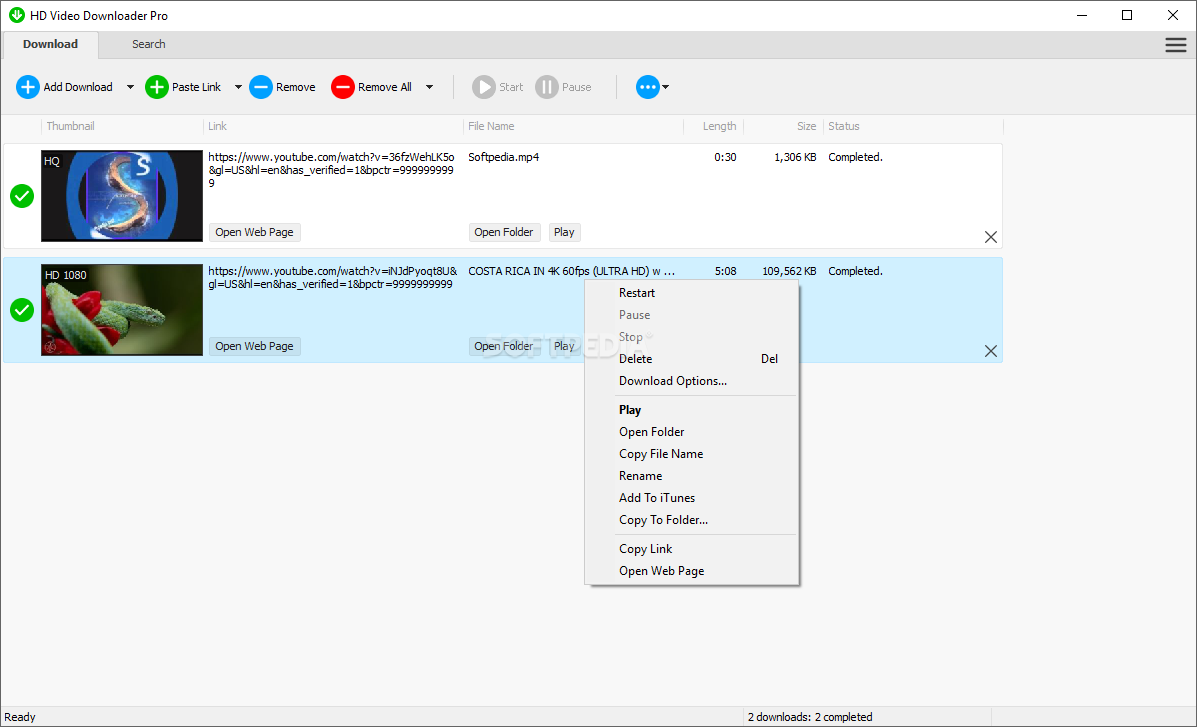 HD Video Downloader Pro
Download Search
Add Download Paste Link Remove Remove All Start Pause
Thumbnail Link File Name Length Size Status
HQ
S
https://www.youtube.com/watch?v=36fzWehLK5o
&gl=US&hl=en&has_verified=1&bpctr=999999999
9
Softpedia.mp4 0:30 1,306 KB Completed.
Open Web Page Open Folder Play
HD 1080
https://www.youtube.com/watch?v=iNJdPyoqt8U&
gl=US&hl=en&has_verified=1&bpctr=9999999999
COSTA RICA IN 4K 60fps (ULTRA HD) w ... 5:08 109,562 KB Completed.
Open Web Page Open Folder Play
SOFTPEDIA
Restart
Pause
Stop
Delete Del
Download Options...
Play
Open Folder
Copy File Name
Rename
Add To iTunes
Copy To Folder...
Copy Link
Open Web Page
Ready 2 downloads: 2 completed